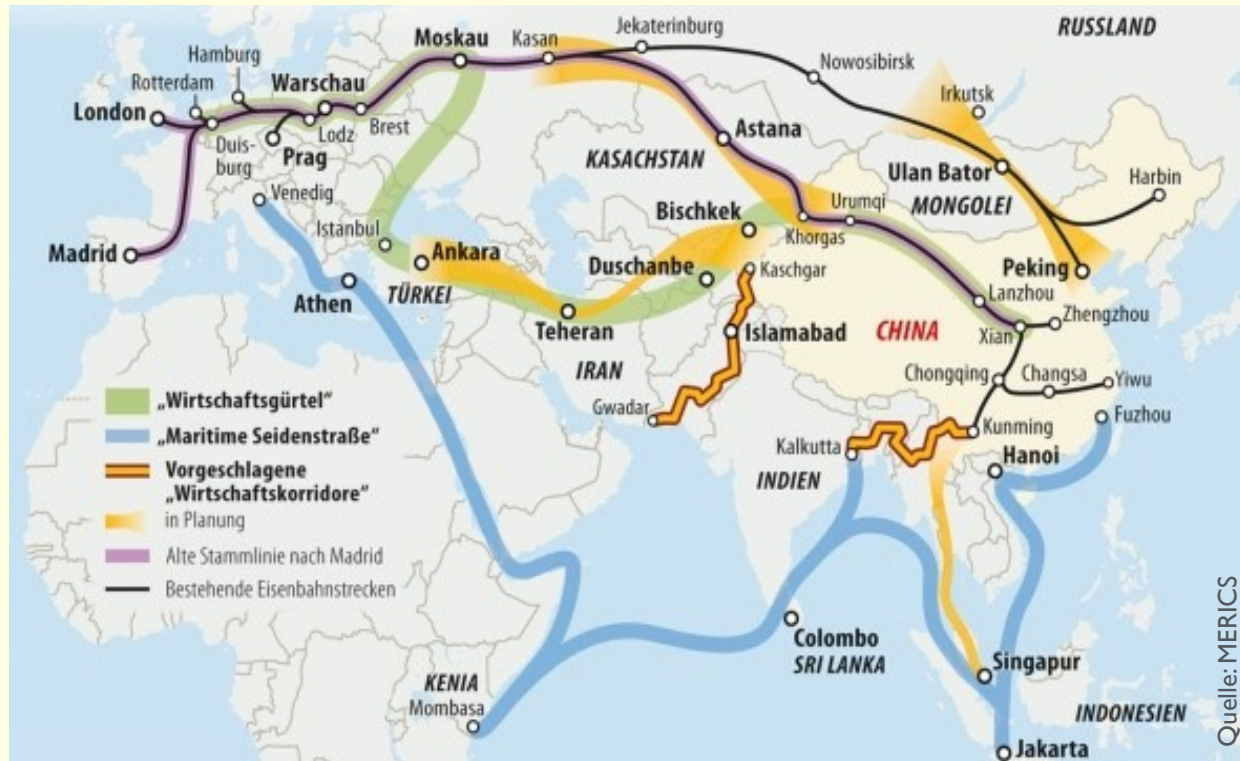 RUSSLAND
Jekaterinburg
Moskau
Kasan
Hamburg
Nowosibirsk
Rotterdam
Warschau
Irkutsk
London
Brest
Lodz
Duis-
burg
Prag
Astana
KASACHSTAN
Ulan Bator
MONGOLEI
Harbin
Venedig
Urumqi
Bischkek
Khorgas
Istanbul
Madrid
Ankara
TÜRKEI
Duschanbe
Kaschgar
Peking
Athen
Lanzhou
Teheran
Islamabad
CHINA
Xian
Zhengzhou
IRAN
Chongqing
Changsa
Yiwu
Gwadar
Fuzhou
Kunming
Kalkutta
Hanoi
INDIEN
„Wirtschaftsgürtel“
„Maritime Seidenstraße“
Vorgeschlagene
„Wirtschaftskorridore“
in Planung
Alte Stammlinie nach Madrid
Bestehende Eisenbahnstrecken
Colombo
SRI LANKA
Singapur
KENIA
Mombasa
INDONESIEN
Jakarta
Quelle: MERICS